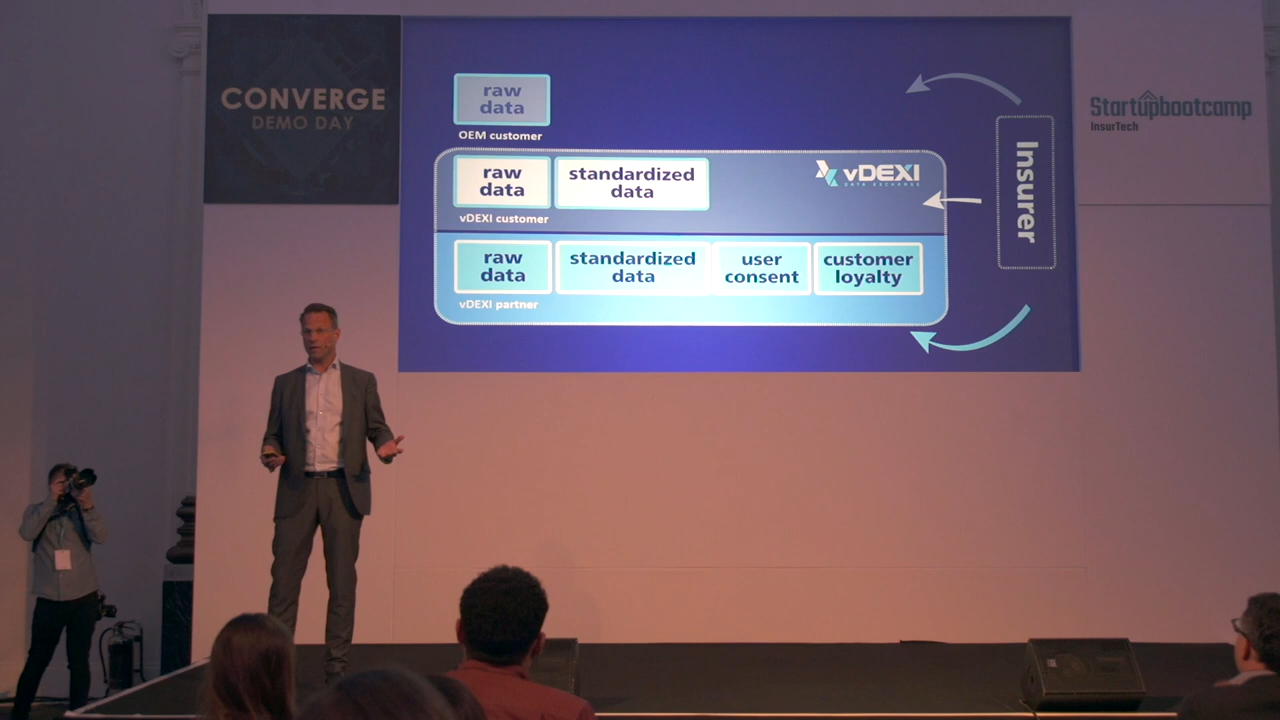 CONVERGE
DEMO DAY
raw
data
OEM customer
raw
data
standardized
data
vDEXI
DATA EXCHANGE
vDEXI customer
raw
data
standardized
data
user
consent
customer
loyalty
vDEXI partner
Insurer
Startupbootcamp
InsurTech